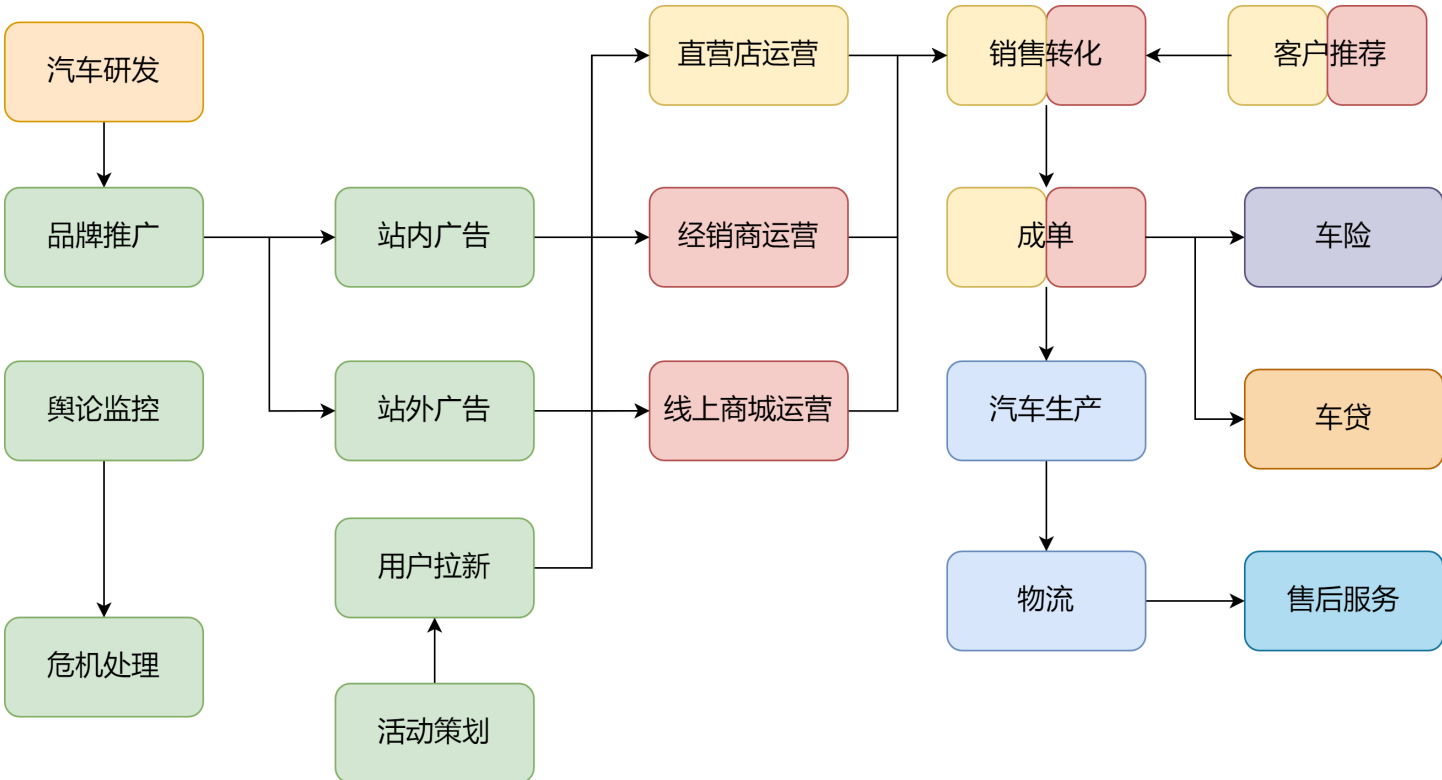 汽车研发
直营店运营
销售转化
客户推荐
品牌推广
站内广告
经销商运营
成单
车险
舆论监控
站外广告
线上商城运营
汽车生产
车贷
用户拉新
物流
售后服务
危机处理
活动策划